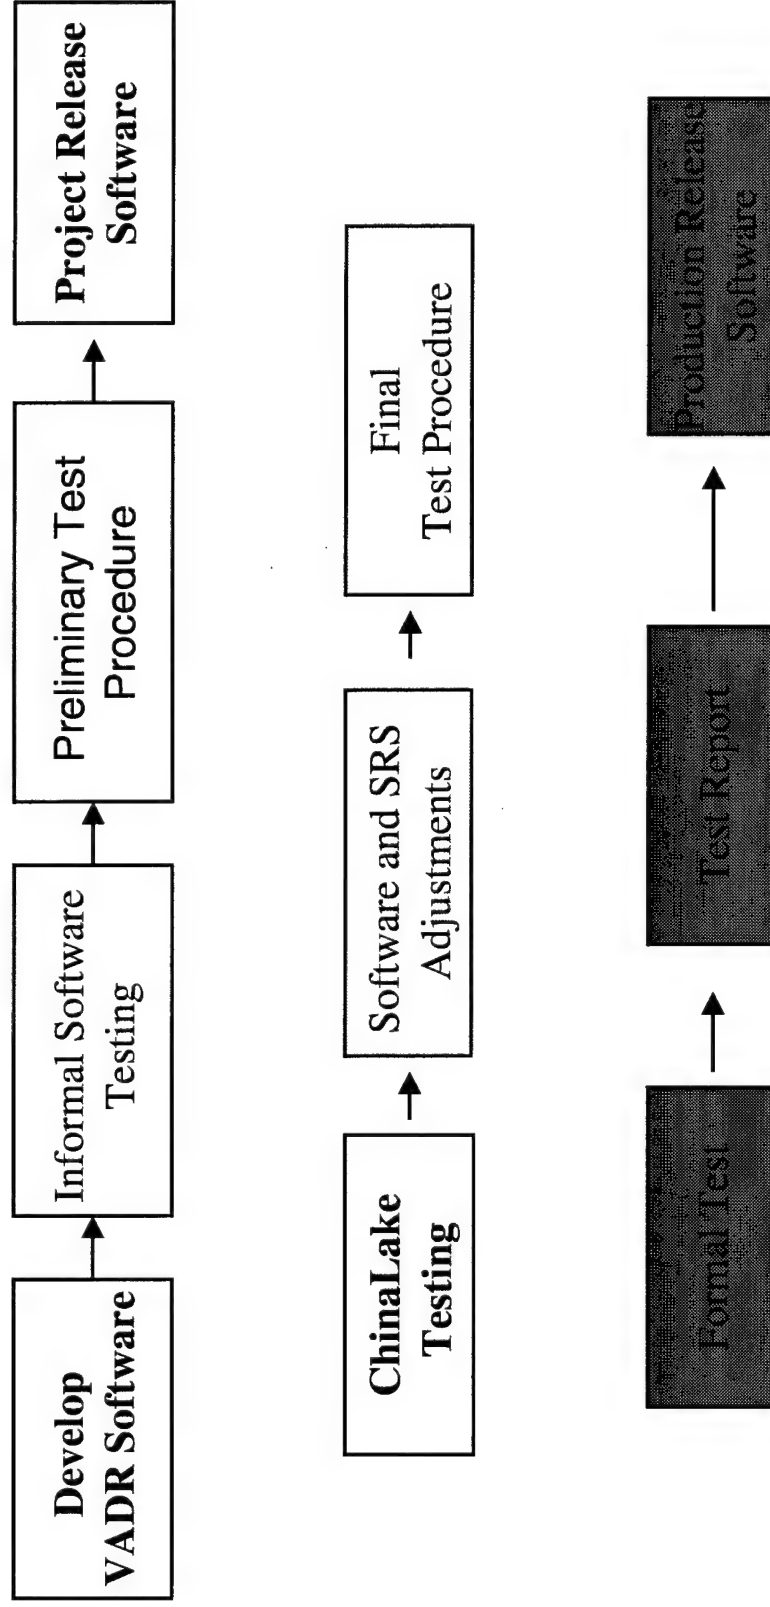 Develop
VADR Software
Informal Software
Testing
Preliminary Test
Procedure
Project Release
Software
ChinaLake
Testing
Software and SRS
Adjustments
Final
Test Procedure
Formal Test
Test Report
Production Release
Software